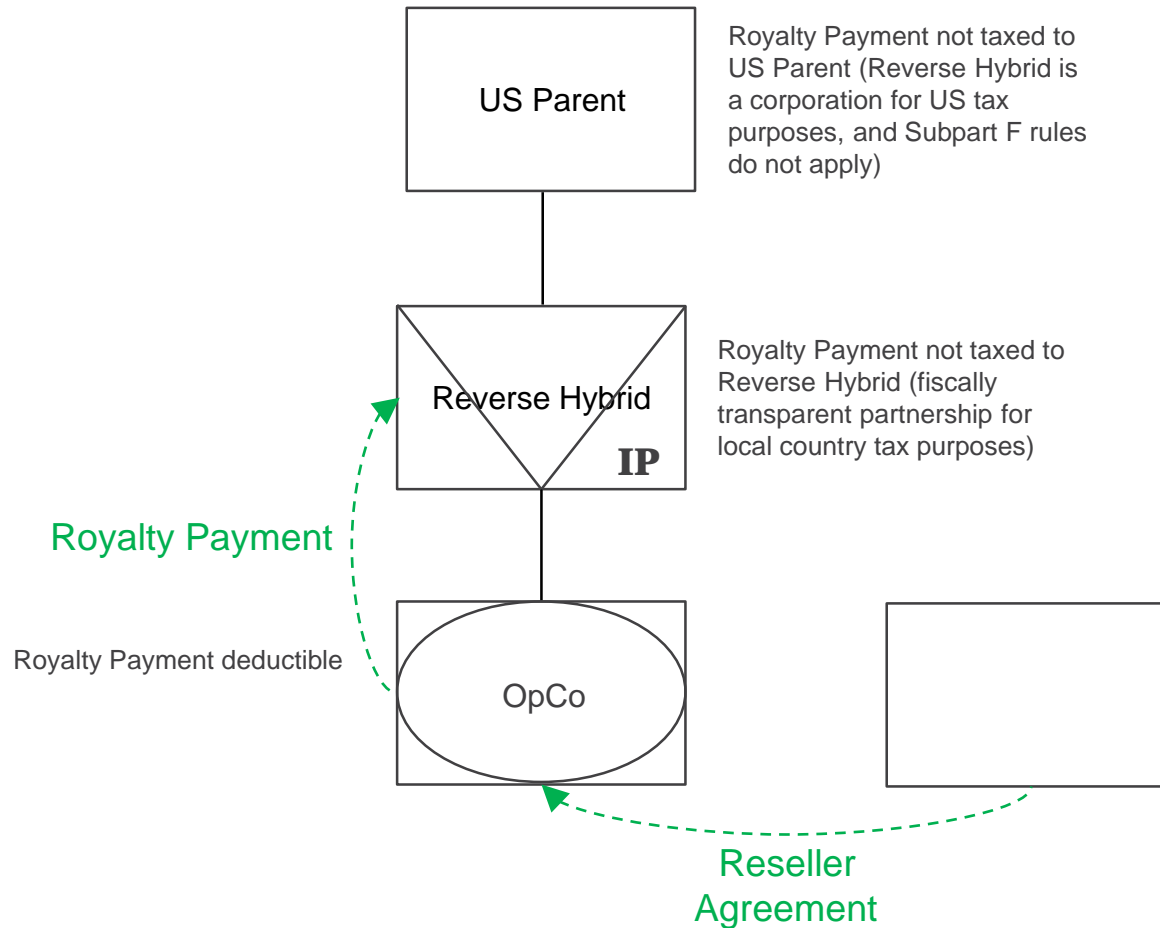 Royalty Payment not taxed to
US Parent (Reverse Hybrid is
a corporation for US tax
purposes, and Subpart F rules
do not apply)
US Parent
Royalty Payment not taxed to
Reverse Hybrid (fiscally
transparent partnership for
local country tax purposes)
Reverse Hybrid
IP
Royalty Payment
Royalty Payment deductible
OpCo
Reseller
Agreement